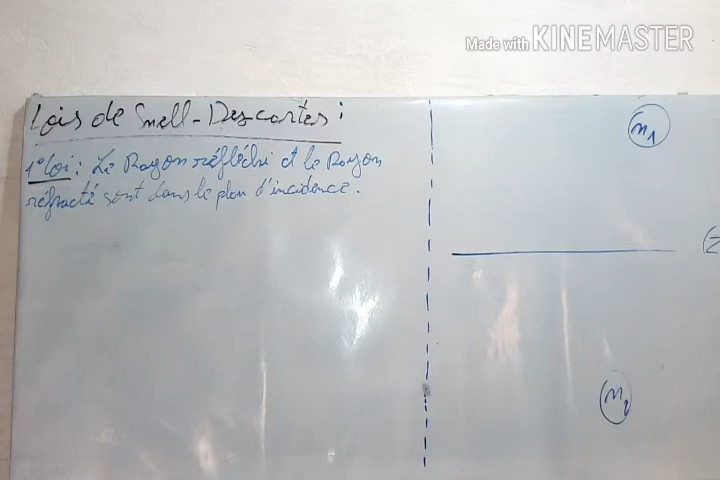 Made with KINEMASTER
Lois de Snell-Descartes :
1° Loi : Le Rayon réfléchi et le Rayon
réfracté sont dans le plan d'incidence.
n1
n2